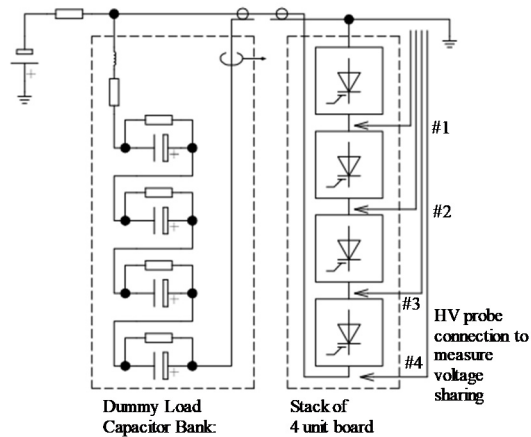 #1
#2
#3
#4
HV probe
connection to
measure
voltage
sharing
Dummy Load
Capacitor Bank:
Stack of
4 unit board